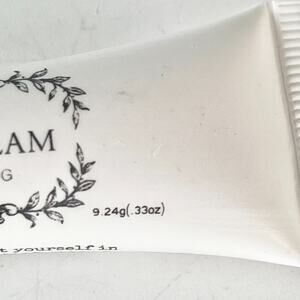 LAM
G
9.24g(.33oz)
t yourself in